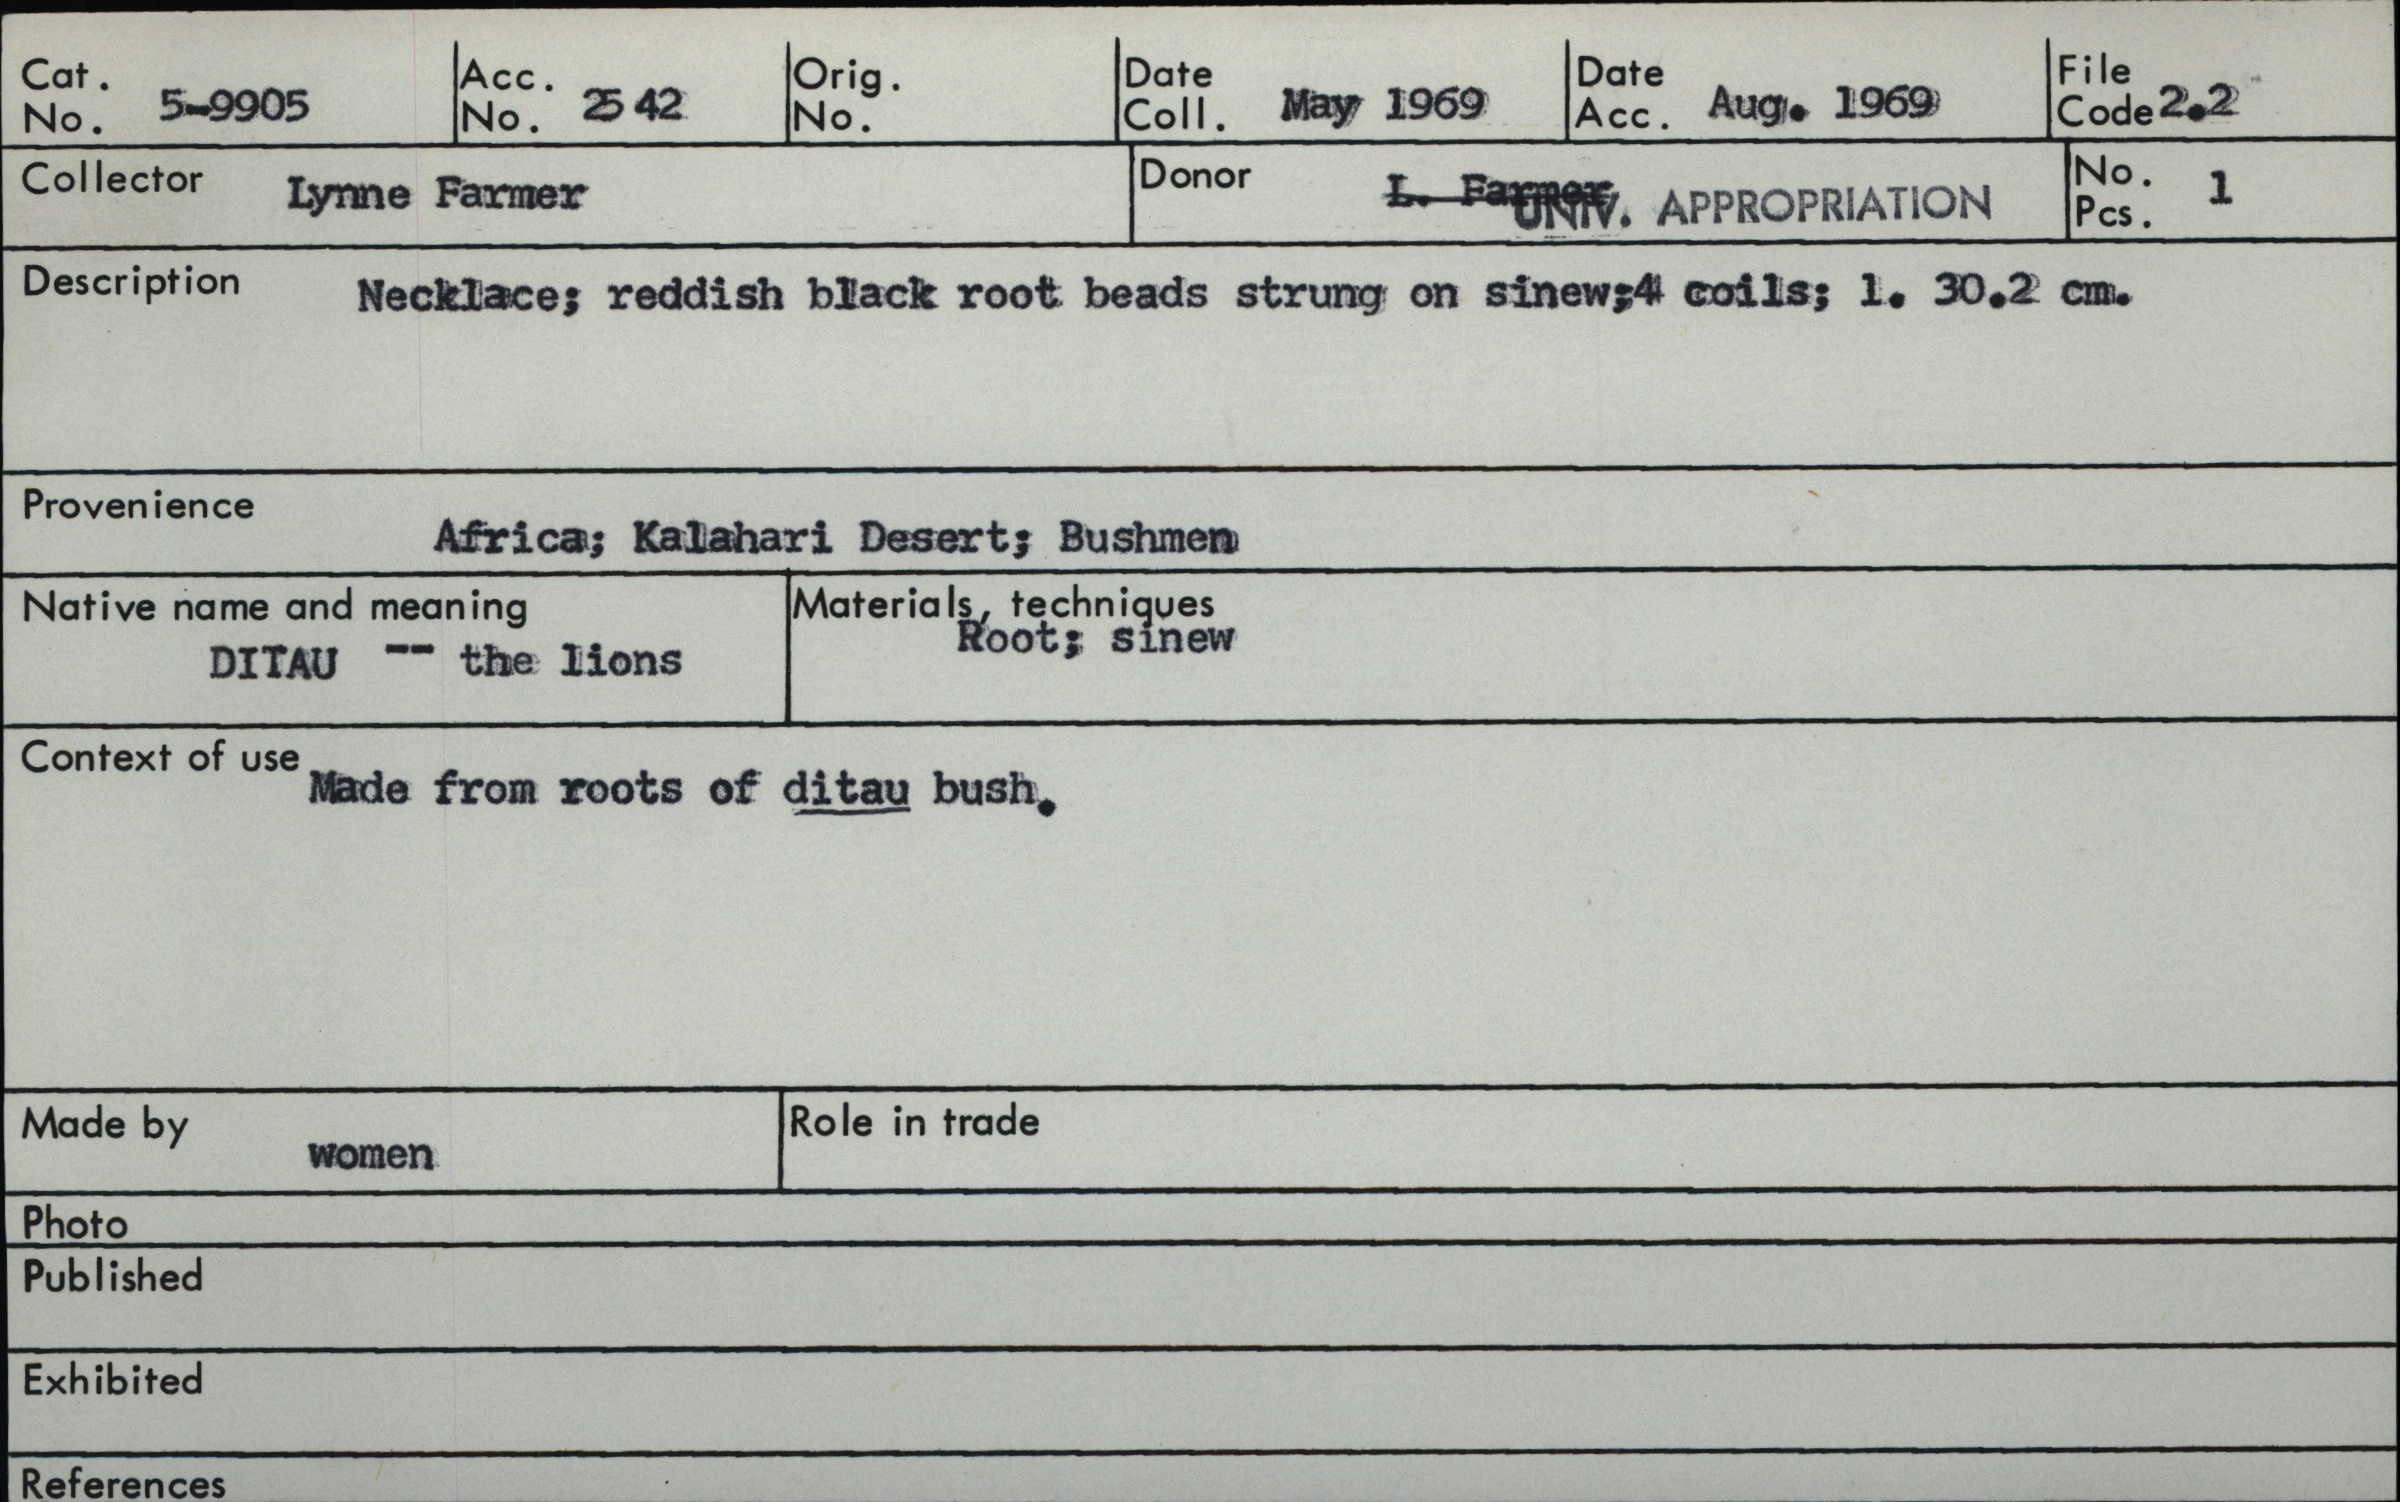 Cat. No. 5-9905 Acc. No. 2542 Orig. No. Date Coll. May 1969 Date Acc. Aug. 1969 File Code 2.2
Collector Lynne Farmer Donor L. Farmer UNIV. APPROPRIATION No. Pcs. 1
Description Necklace; reddish black root beads strung on sinew;4 coils; l. 30.2 cm.
Provenience
Africa; Kalahari Desert; Bushmen
Native name and meaning
DITAU -- the lions
Materials, techniques
Root; sinew
Context of use
Made from roots of ditau bush.
Made by
women
Role in trade
Photo
Published
Exhibited
References